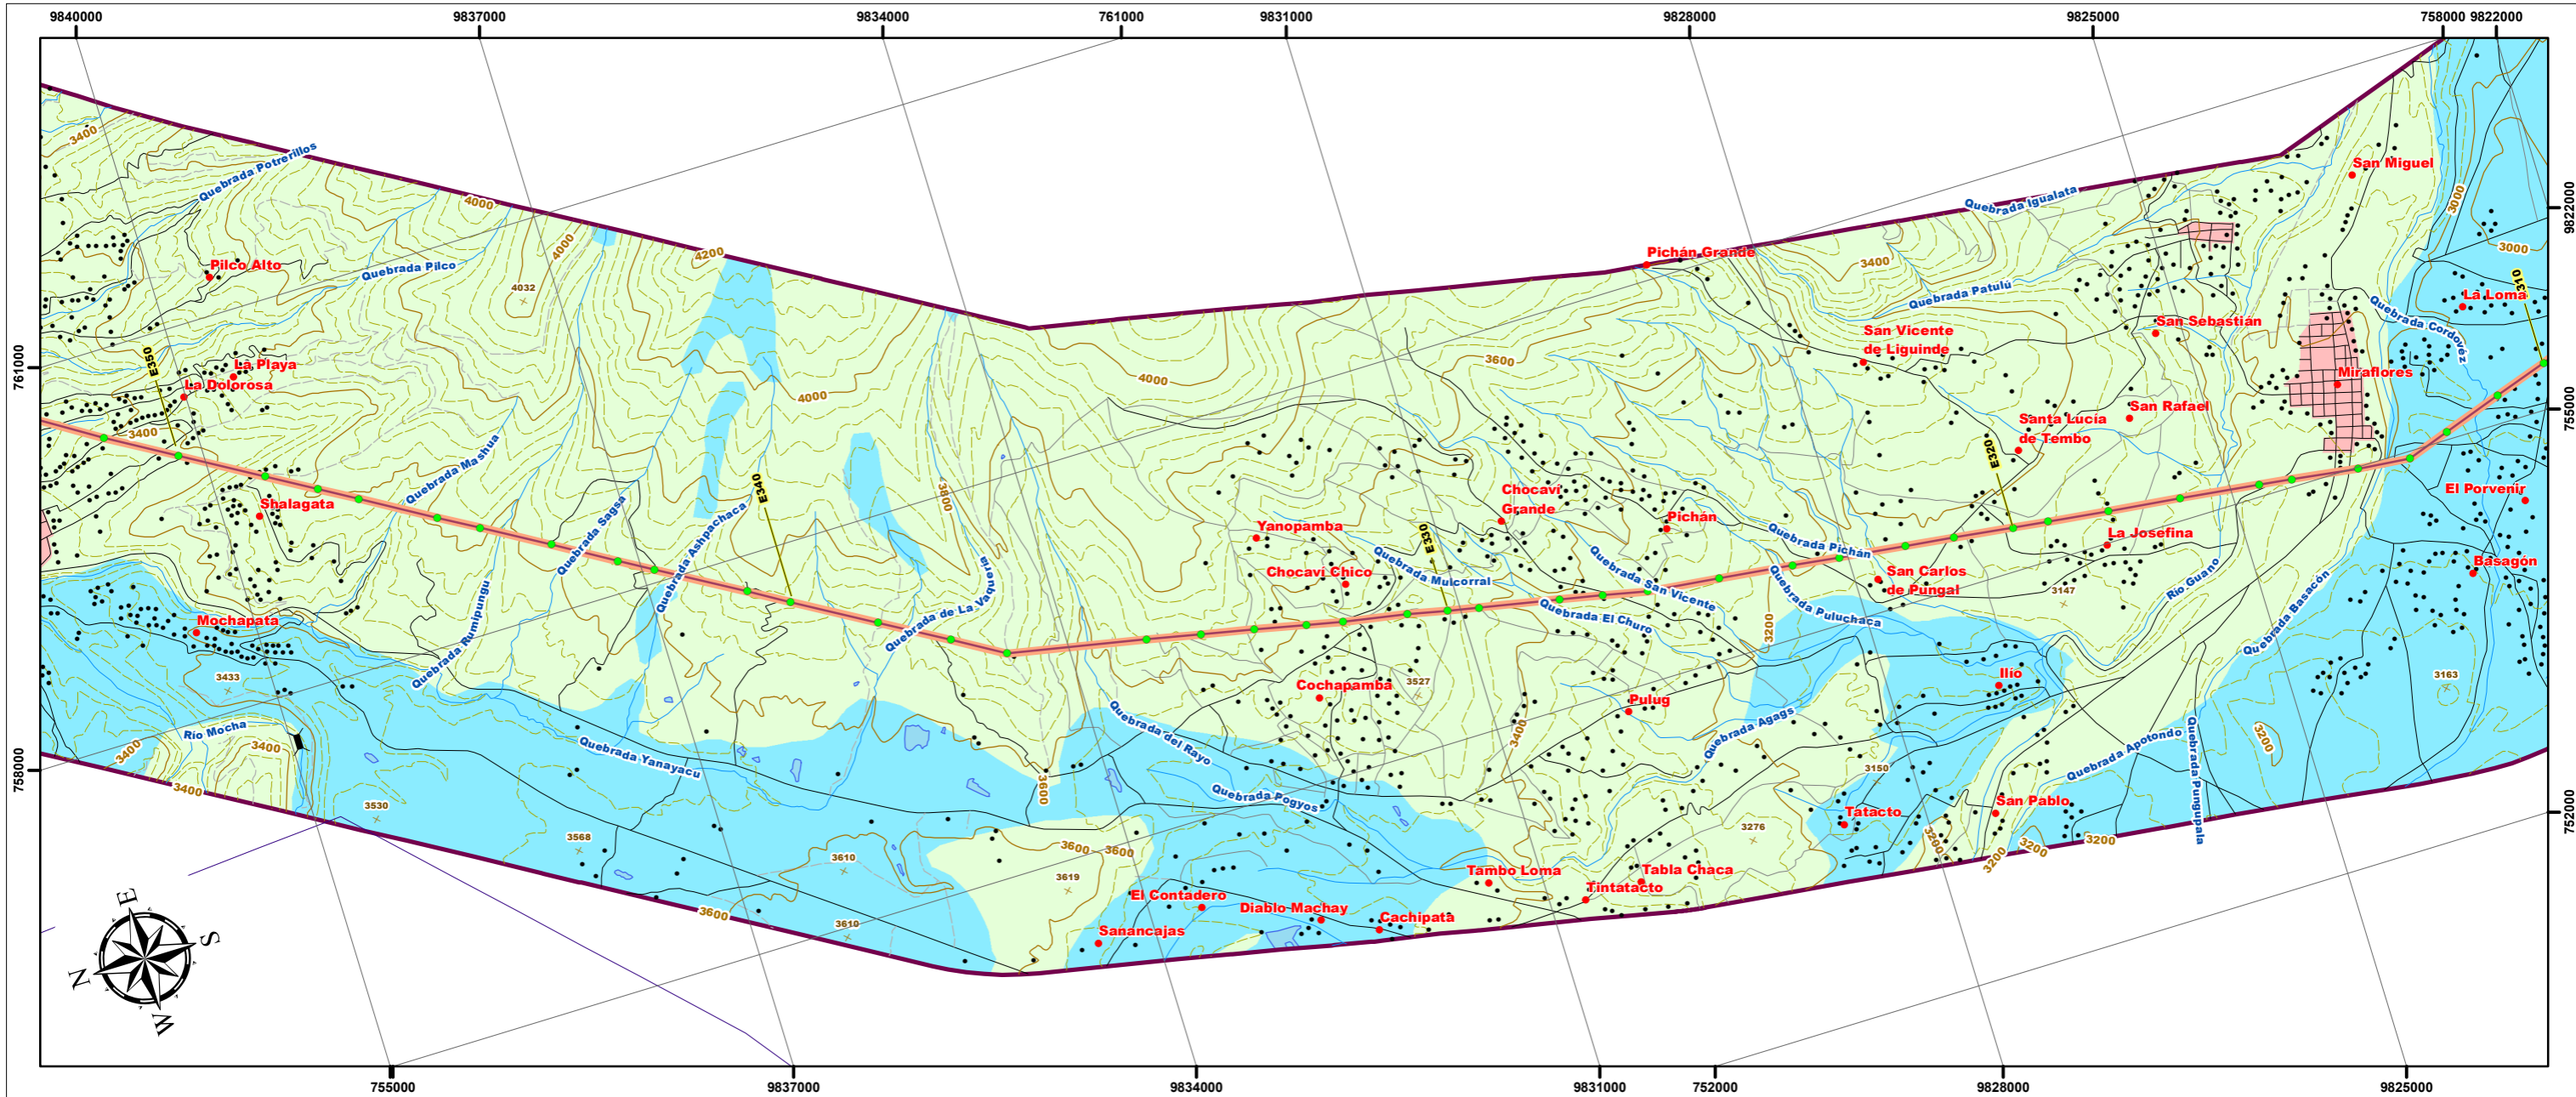 9840000
9837000
9834000
761000
9831000
9828000
9825000
758000
9822000
3400
Quebrada Potrerillos
San Miguel
Quebrada Igualata
4000
3000
9822000
4000
4200
3000
Pilco Alto
Quebrada Pilco
4032
Pichán Grande
3400
Quebrada Patulú
La Loma
E310
San Vicente
de Liguinde
San Sebastián
Quebrada Cordovéz
761000
E350
La Playa
La Dolorosa
4000
4000
3600
Miraflores
755000
3400
San Rafael
Santa Lucía
de Tembo
E320
Quebrada Mashua
Shalagata
Quebrada Sagsa
E340
3800
Chocaví
Grande
El Porvenir
Quebrada Ashpachaca
Yanopamba
Pichán
Quebrada Pichán
La Josefina
E330
Chocaví Chico
Quebrada Mulcorral
Quebrada San Vicente
San Carlos
de Pungal
Basagón
3147
Río Guano
Mochapata
Quebrada Rumipungu
Quebrada de La Vaquería
Quebrada El Churo
3200
Quebrada Puluchaca
Quebrada Basacón
3433
Cochapamba
3527
Pulug
Ilio
3163
Río Mocha
3400
3400
Quebrada Yanayacu
Quebrada del Rayo
3400
Quebrada Agags
Quebrada Apotondo
Quebrada Pungupala
3200
758000
3400
3530
3600
Quebrada Pogyos
3150
Tatacto
San Pablo
752000
3568
3610
3600
3600
3276
3200
3200
3200
3200
3619
Tambo Loma
Tabla Chaca
Tintatacto
El Contadero
Diablo Machay
Cachipata
3600
3610
Sanancajas
E
S
N
W
755000
9837000
9834000
9831000
752000
9828000
9825000